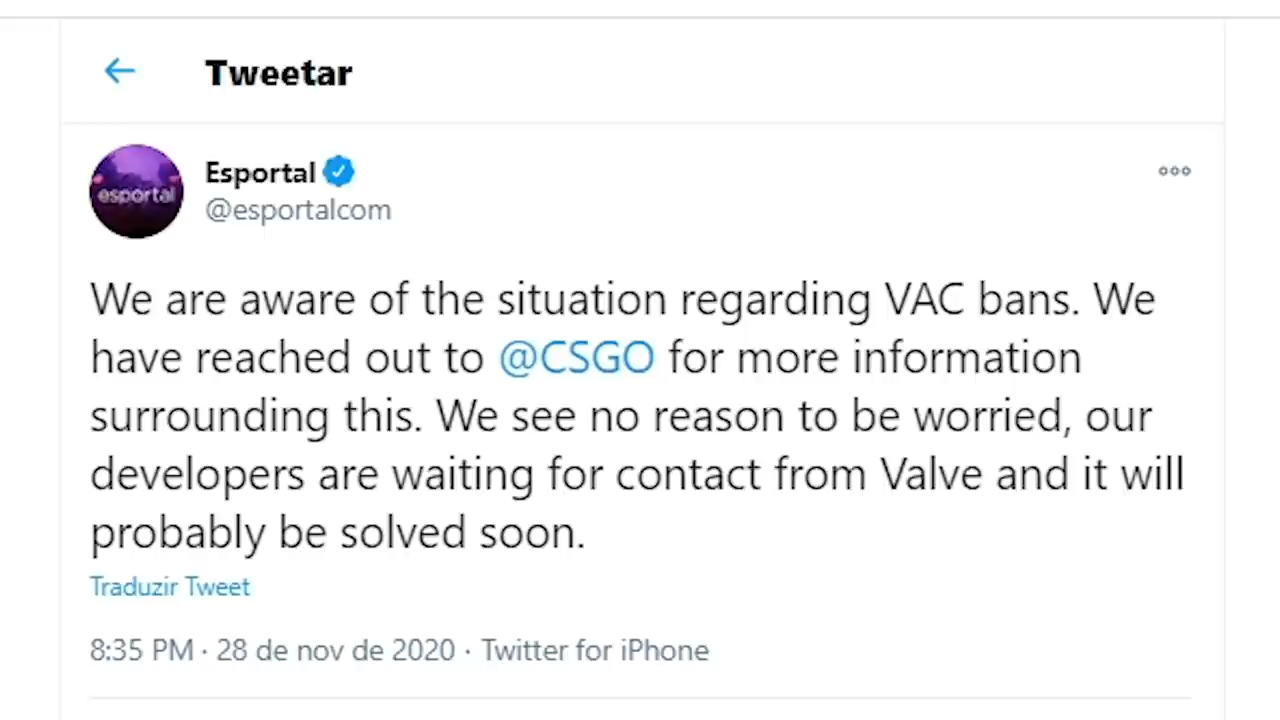 Tweetar
esportal
Esportal
@esportalcom
We are aware of the situation regarding VAC bans. We
have reached out to @CSGO for more information
surrounding this. We see no reason to be worried, our
developers are waiting for contact from Valve and it will
probably be solved soon.
Traduzir Tweet
8:35 PM · 28 de nov de 2020 · Twitter for iPhone